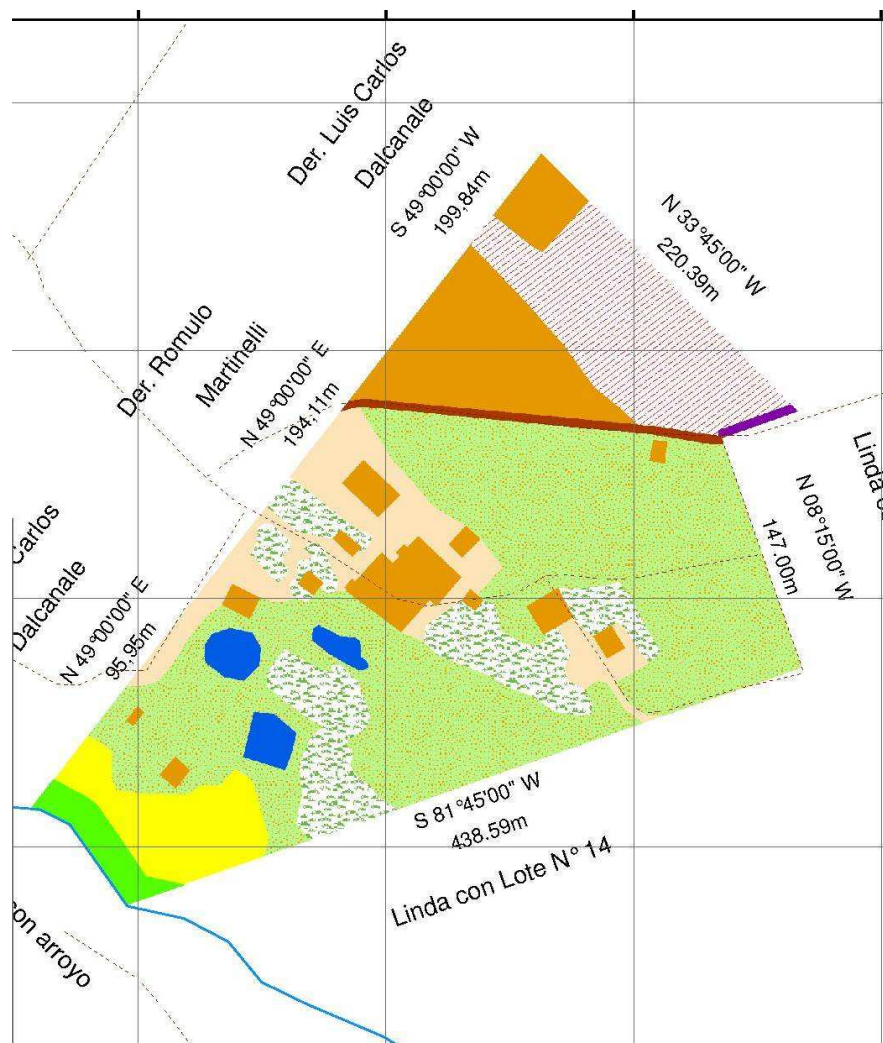 Der. Luis Carlos
Dalcanale
S 49°00'00" W
199,84m
N 33°45'00" W
220.39m
Der. Romulo
Martinelli
N 49°00'00" E
194,11m
Linda
N 08°15'00" W
147.00m
Carlos
Dalcanale
N 49°00'00" E
95,95m
S 81°45'00" W
438.59m
Linda con Lote N° 14
con arroyo